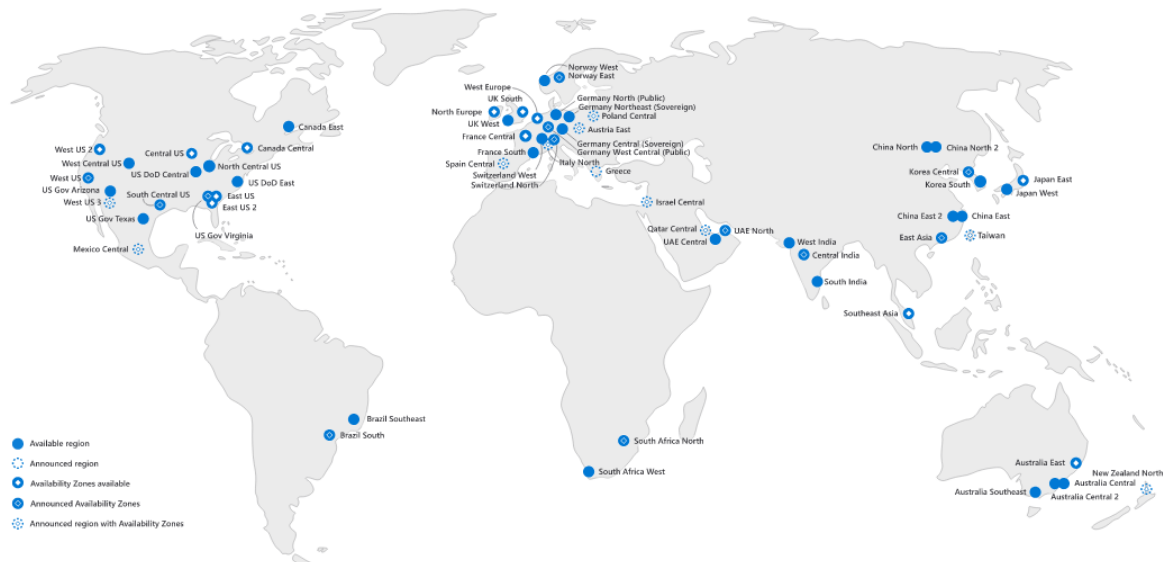 Norway West
Norway East
West Europe
UK South
Germany North (Public)
Germany Northeast (Sovereign)
North Europe
Poland Central
UK West
Austria East
France Central
Germany Central (Sovereign)
Germany West Central (Public)
France South
Italy North
Spain Central
Switzerland West
Greece
Switzerland North
Canada East
West US 2
Central US
Canada Central
West Central US
North Central US
West US
US DoD Central
US DoD East
US Gov Arizona
South Central US
East US
West US 3
East US 2
US Gov Texas
US Gov Virginia
Mexico Central
Israel Central
Qatar Central
UAE North
UAE Central
West India
Central India
South India
China North
China North 2
Korea Central
Korea South
Japan East
Japan West
China East 2
China East
East Asia
Taiwan
Southeast Asia
Brazil Southeast
Brazil South
South Africa North
South Africa West
Australia East
New Zealand North
Australia Central
Australia Southeast
Australia Central 2
Available region
Announced region
Availability Zones available
Announced Availability Zones
Announced region with Availability Zones